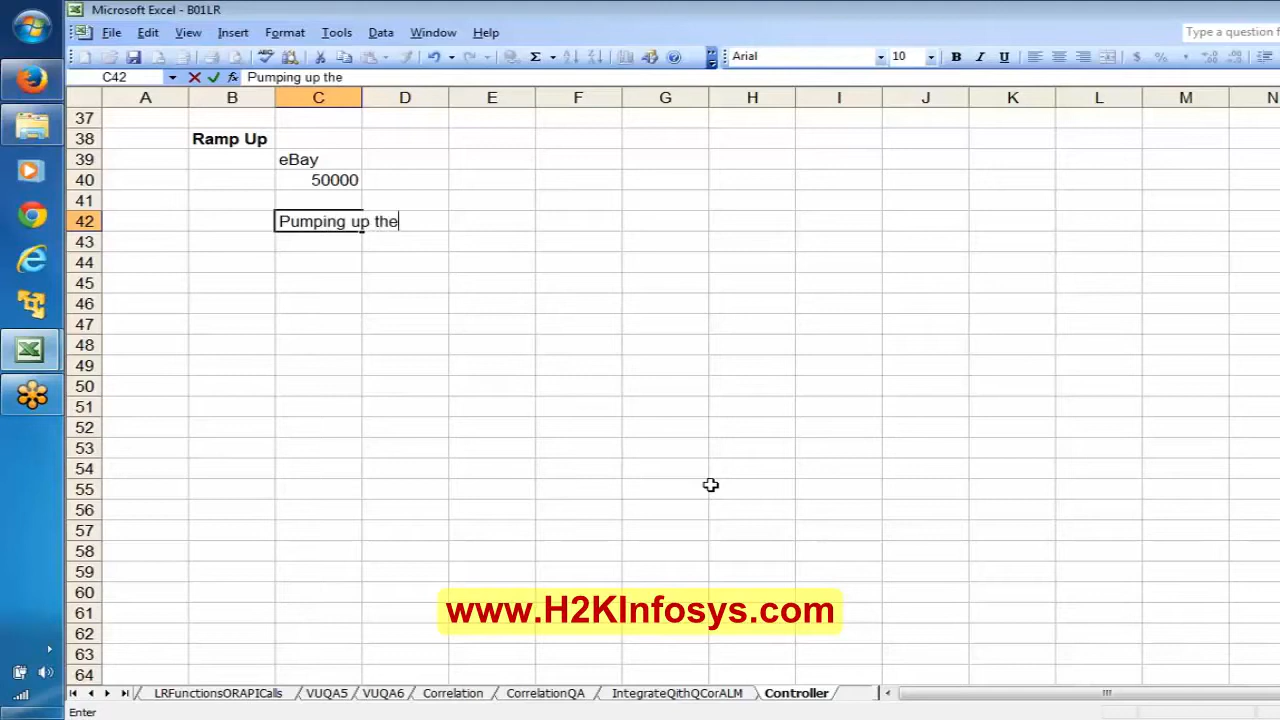 Microsoft Excel - B01LR
File Edit View Insert Format Tools Data Window Help
Type a question f
Arial 10 B I U $ %
C42 fx Pumping up the
A B C D E F G H I J K L M N
37
38 Ramp Up
39 eBay
40 50000
41
42 Pumping up the
43
44
45
46
47
48
49
50
51
52
53
54
55
56
57
58
59
60
www.H2KInfosys.com
61
62
63
64
LRFunctionsORAPICalls VUQA5 VUQA6 Correlation CorrelationQA IntegrateQithQCorALM Controller
Enter